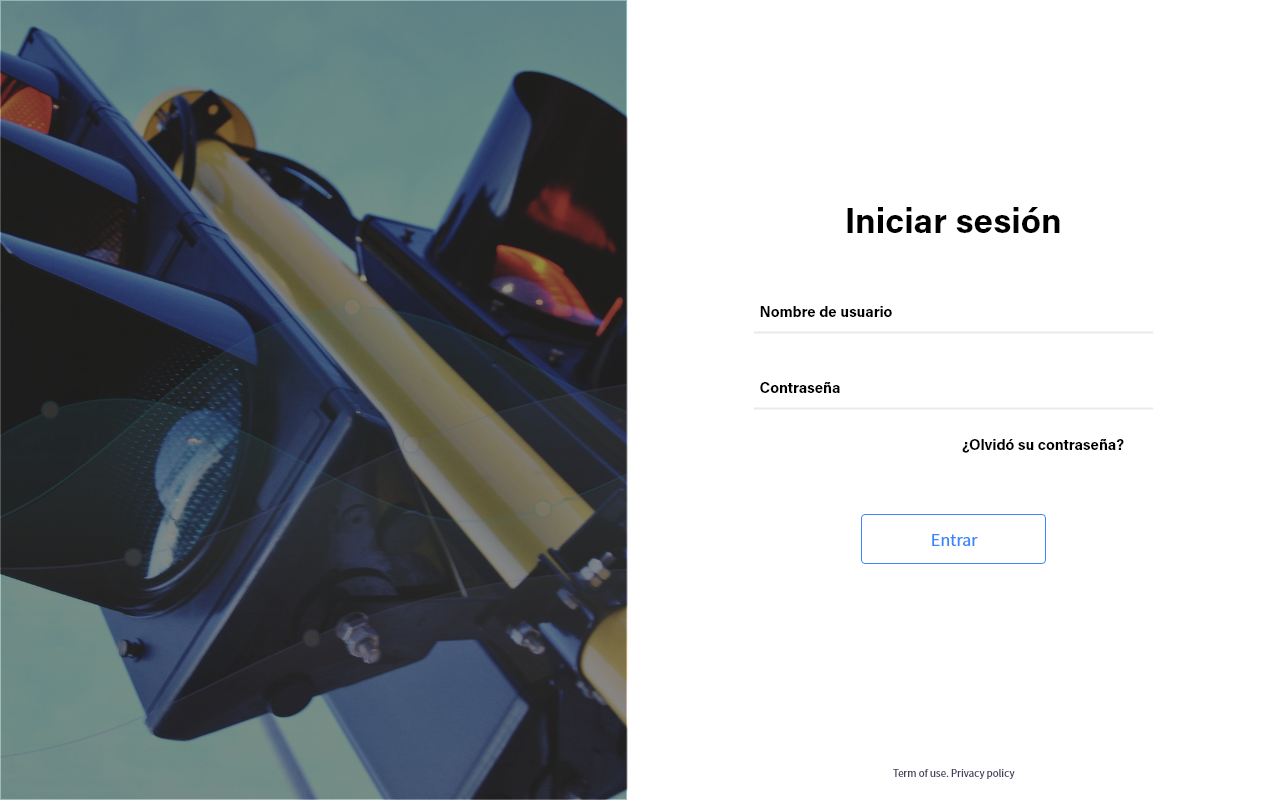 Iniciar sesión
Nombre de usuario
Contraseña
¿Olvidó su contraseña?
Entrar
Term of use. Privacy policy